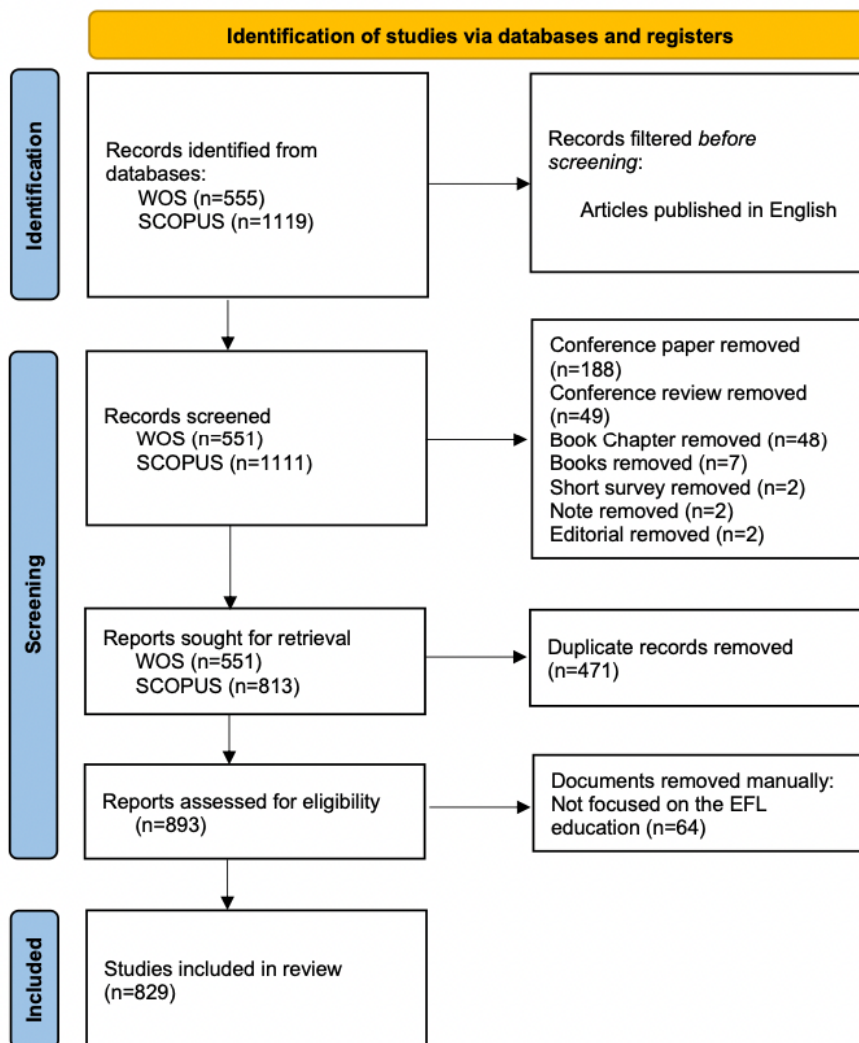 Identification of studies via databases and registers
Identification
Records identified from
databases:
WOS (n=555)
SCOPUS (n=1119)
Records filtered before
screening:
Articles published in English
Screening
Records screened
WOS (n=551)
SCOPUS (n=1111)
Conference paper removed
(n=188)
Conference review removed
(n=49)
Book Chapter removed (n=48)
Books removed (n=7)
Short survey removed (n=2)
Note removed (n=2)
Editorial removed (n=2)
Reports sought for retrieval
WOS (n=551)
SCOPUS (n=813)
Duplicate records removed
(n=471)
Reports assessed for eligibility
(n=893)
Documents removed manually:
Not focused on the EFL
education (n=64)
Included
Studies included in review
(n=829)